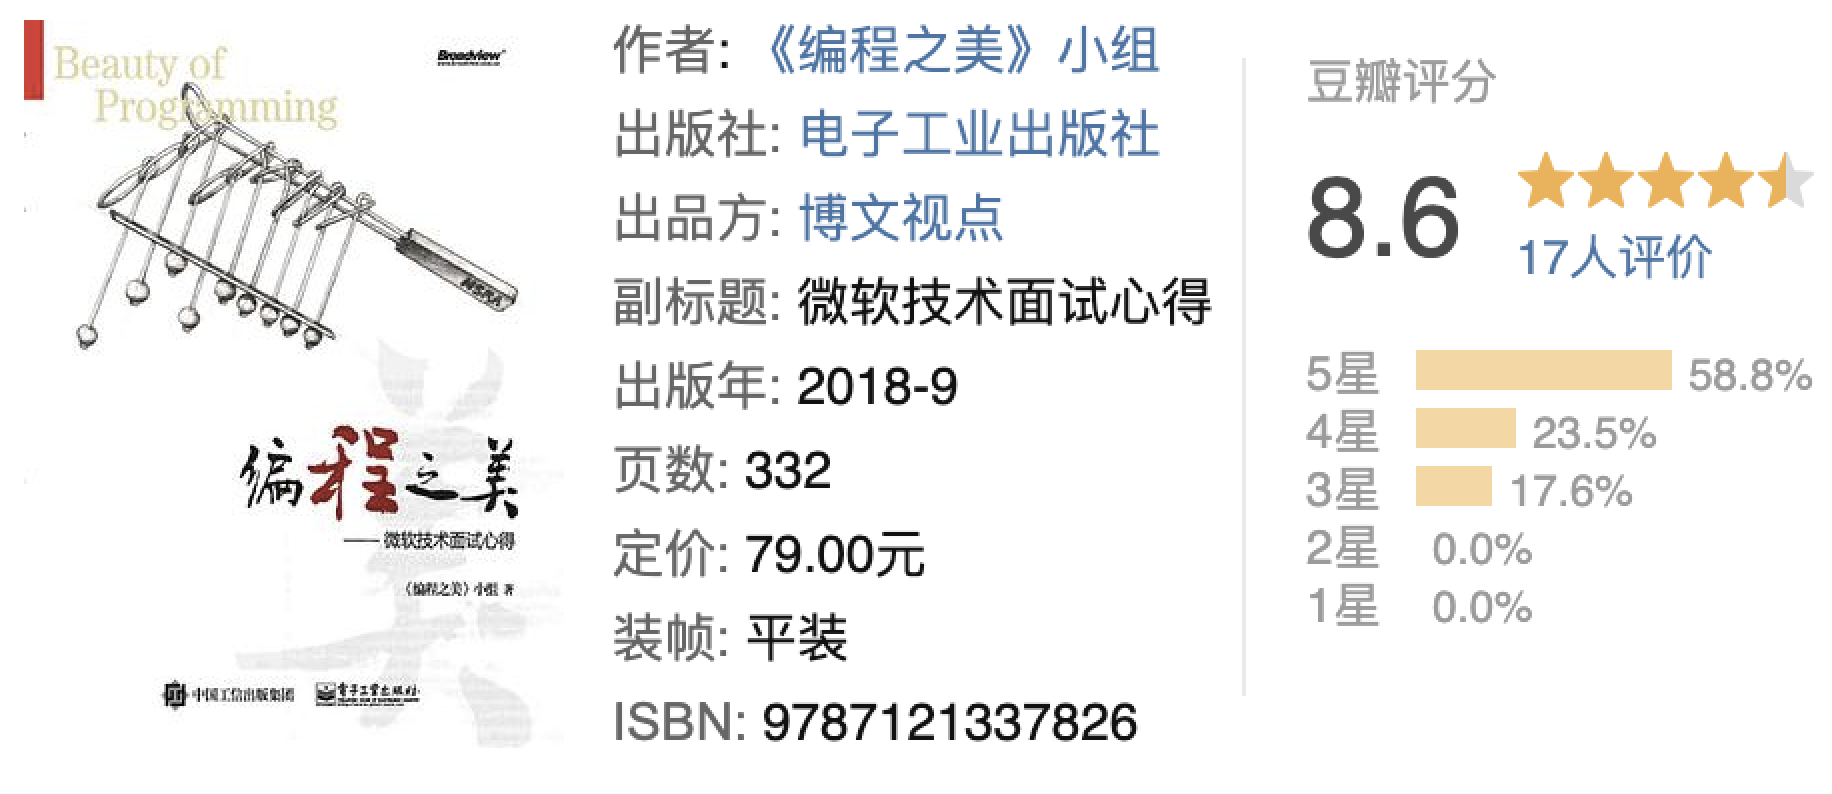 Beauty of
Programming
Broadview
编程之美
—— 微软技术面试心得
《编程之美》小组 著
中国工信出版集团 电子工业出版社
作者: 《编程之美》小组
出版社: 电子工业出版社
出品方: 博文视点
副标题: 微软技术面试心得
出版年: 2018-9
页数: 332
定价: 79.00元
装帧: 平装
ISBN: 9787121337826
豆瓣评分
8.6
17人评价
5星 58.8%
4星 23.5%
3星 17.6%
2星 0.0%
1星 0.0%